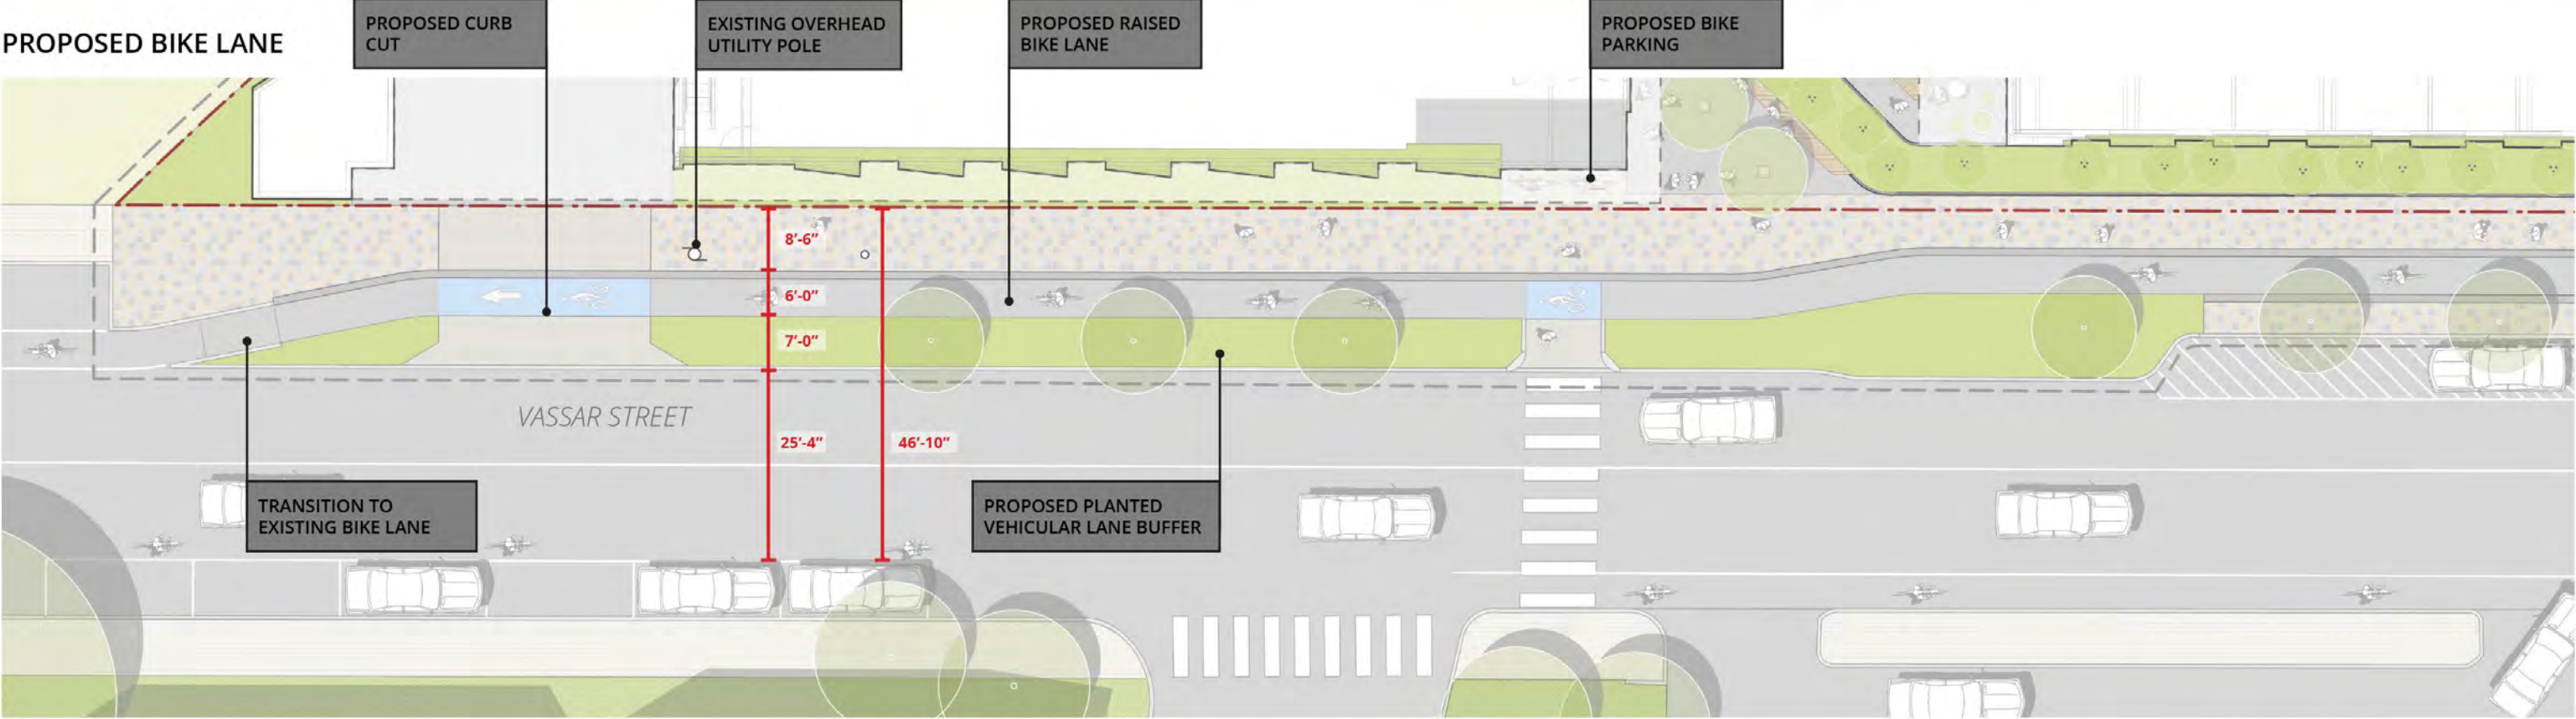 PROPOSED BIKE LANE
PROPOSED CURB
CUT
EXISTING OVERHEAD
UTILITY POLE
PROPOSED RAISED
BIKE LANE
PROPOSED BIKE
PARKING
8'-6"
6'-0"
7'-0"
VASSAR STREET
25'-4"
46'-10"
TRANSITION TO
EXISTING BIKE LANE
PROPOSED PLANTED
VEHICULAR LANE BUFFER